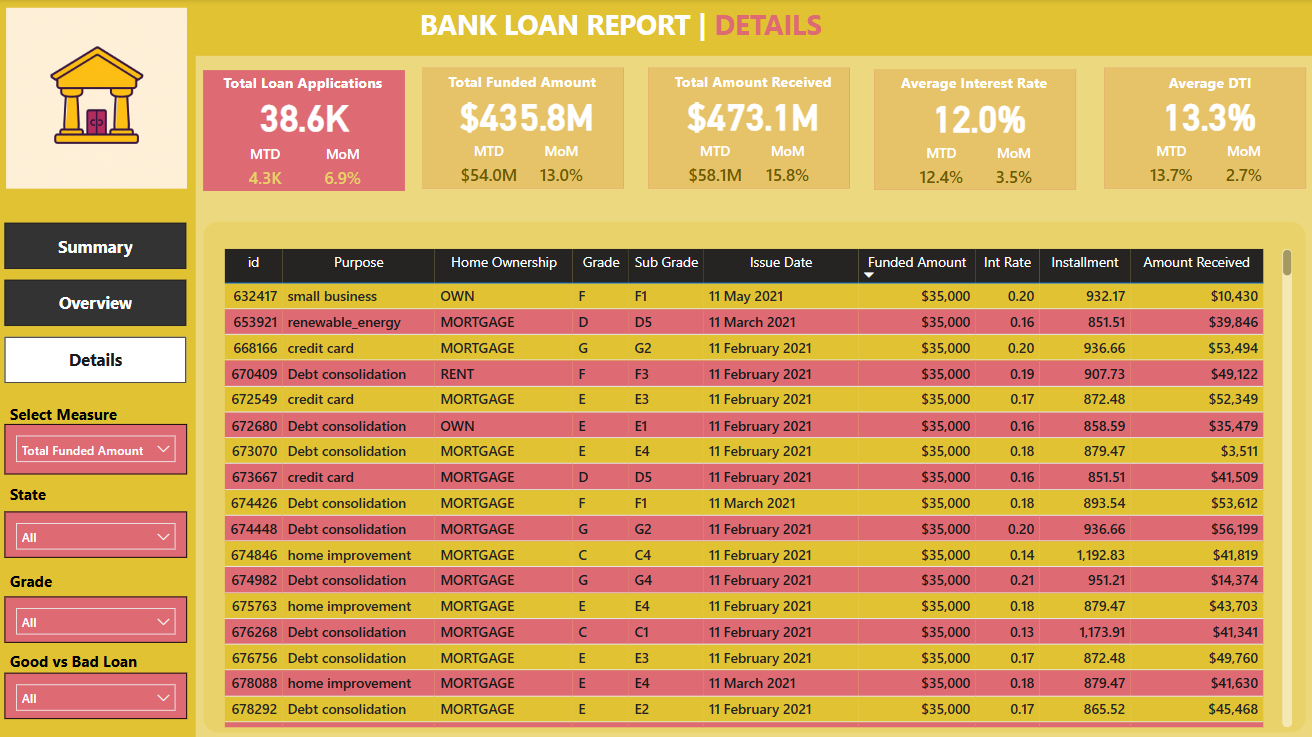 BANK LOAN REPORT | DETAILS
Total Loan Applications
38.6K
MTD MoM
4.3K 6.9%
Total Funded Amount
$435.8M
MTD MoM
$54.0M 13.0%
Total Amount Received
$473.1M
MTD MoM
$58.1M 15.8%
Average Interest Rate
12.0%
MTD MoM
12.4% 3.5%
Average DTI
13.3%
MTD MoM
13.7% 2.7%
Summary
Overview
Details
Select Measure
Total Funded Amount
State
All
Grade
All
Good vs Bad Loan
All
id Purpose Home Ownership Grade Sub Grade Issue Date Funded Amount Int Rate Installment Amount Received
632417 small business OWN F F1 11 May 2021 $35,000 0.20 932.17 $10,430
653921 renewable_energy MORTGAGE D D5 11 March 2021 $35,000 0.16 851.51 $39,846
668166 credit card MORTGAGE G G2 11 February 2021 $35,000 0.20 936.66 $53,494
670409 Debt consolidation RENT F F3 11 February 2021 $35,000 0.19 907.73 $49,122
672549 credit card MORTGAGE E E3 11 February 2021 $35,000 0.17 872.48 $52,349
672680 Debt consolidation OWN E E1 11 February 2021 $35,000 0.16 858.59 $35,479
673070 Debt consolidation MORTGAGE E E4 11 February 2021 $35,000 0.18 879.47 $3,511
673667 credit card MORTGAGE D D5 11 February 2021 $35,000 0.16 851.51 $41,509
674426 Debt consolidation MORTGAGE F F1 11 March 2021 $35,000 0.18 893.54 $53,612
674448 Debt consolidation MORTGAGE G G2 11 February 2021 $35,000 0.20 936.66 $56,199
674846 home improvement MORTGAGE C C4 11 February 2021 $35,000 0.14 1,192.83 $41,819
674982 Debt consolidation MORTGAGE G G4 11 February 2021 $35,000 0.21 951.21 $14,374
675763 home improvement MORTGAGE E E4 11 February 2021 $35,000 0.18 879.47 $43,703
676268 Debt consolidation MORTGAGE C C1 11 February 2021 $35,000 0.13 1,173.91 $41,341
676756 Debt consolidation MORTGAGE E E3 11 February 2021 $35,000 0.17 872.48 $49,760
678088 home improvement MORTGAGE E E4 11 March 2021 $35,000 0.18 879.47 $41,630
678292 Debt consolidation MORTGAGE E E2 11 February 2021 $35,000 0.17 865.52 $45,468